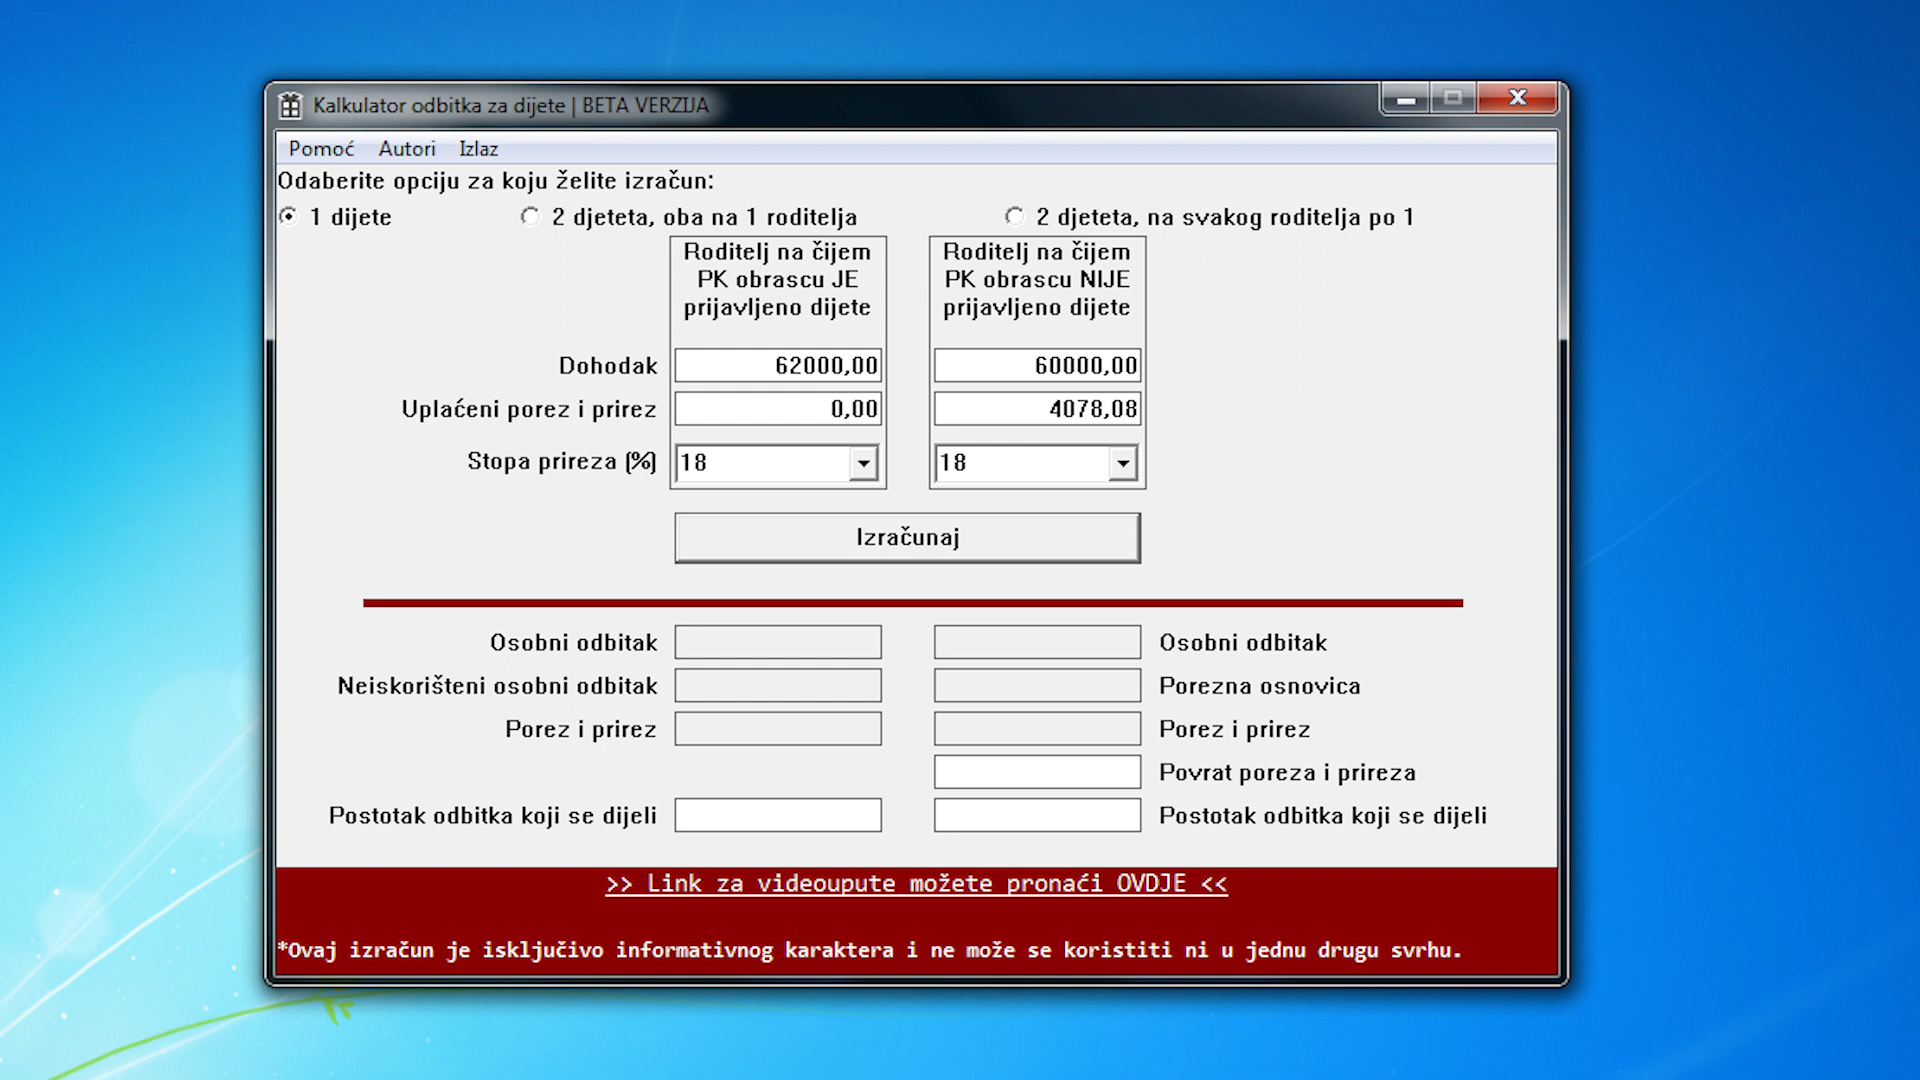 Kalkulator odbitka za dijete | BETA VERZIJA
Pomoć Autori Izlaz
Odaberite opciju za koju želite izračun:
1 dijete 2 djeteta, oba na 1 roditelja 2 djeteta, na svakog roditelja po 1
Roditelj na čijem
PK obrascu JE
prijavljeno dijete
Roditelj na čijem
PK obrascu NIJE
prijavljeno dijete
Dohodak 62000,00 60000,00
Uplaćeni porez i prirez 0,00 4078,08
Stopa prireza (%) 18 18
Izračunaj
Osobni odbitak Osobni odbitak
Neiskorišteni osobni odbitak Porezna osnovica
Porez i prirez Porez i prirez
Povrat poreza i prireza
Postotak odbitka koji se dijeli Postotak odbitka koji se dijeli
>> Link za videoupute možete pronaći OVDJE <<
*Ovaj izračun je isključivo informativnog karaktera i ne može se koristiti ni u jednu drugu svrhu.